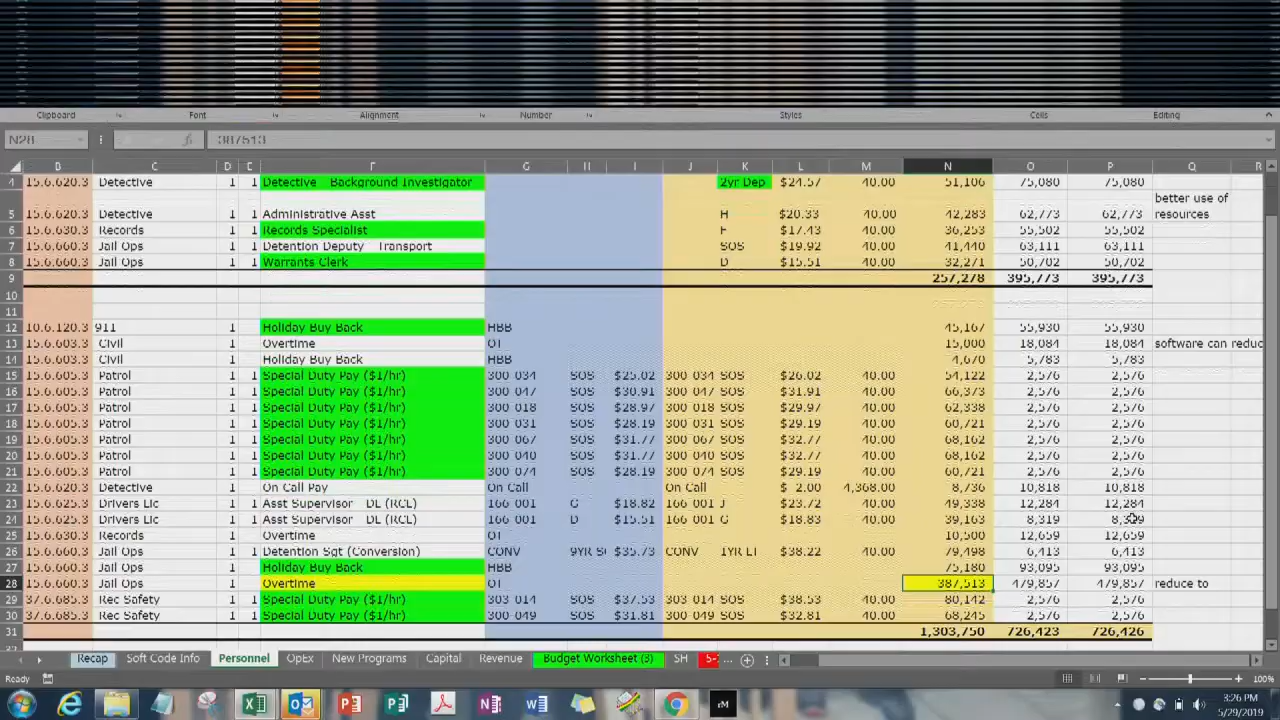 Clipboard Font Alignment Number Styles Cells Editing
N28 387513
B C D E F G H I J K L M N O P Q R
4 15.6.620.3 Detective 1 1 Detective Background Investigator 2yr Dep $24.57 40.00 51,106 75,080 75,080
better use of
5 15.6.620.3 Detective 1 1 Administrative Asst H $20.33 40.00 42,283 62,773 62,773 resources
6 15.6.630.3 Records 1 1 Records Specialist F $17.43 40.00 36,253 55,502 55,502
7 15.6.660.3 Jail Ops 1 1 Detention Deputy Transport SOS $19.92 40.00 41,440 63,111 63,111
8 15.6.660.3 Jail Ops 1 1 Warrants Clerk D $15.51 40.00 32,271 50,702 50,702
9 257,278 395,773 395,773
10
11
12 10.6.120.3 911 1 Holiday Buy Back HBB 45,167 55,930 55,930
13 15.6.603.3 Civil 1 1 Overtime OT 15,000 18,084 18,084 software can reduc
14 15.6.603.3 Civil 1 1 Holiday Buy Back HBB 4,670 5,783 5,783
15 15.6.605.3 Patrol 1 1 Special Duty Pay ($1/hr) 300 034 SOS $25.02 300 034 SOS $26.02 40.00 54,122 2,576 2,576
16 15.6.605.3 Patrol 1 1 Special Duty Pay ($1/hr) 300 047 SOS $30.91 300 047 SOS $31.91 40.00 66,373 2,576 2,576
17 15.6.605.3 Patrol 1 1 Special Duty Pay ($1/hr) 300 018 SOS $28.97 300 018 SOS $29.97 40.00 62,338 2,576 2,576
18 15.6.605.3 Patrol 1 1 Special Duty Pay ($1/hr) 300 031 SOS $28.19 300 031 SOS $29.19 40.00 60,721 2,576 2,576
19 15.6.605.3 Patrol 1 1 Special Duty Pay ($1/hr) 300 067 SOS $31.77 300 067 SOS $32.77 40.00 68,162 2,576 2,576
20 15.6.605.3 Patrol 1 1 Special Duty Pay ($1/hr) 300 040 SOS $31.77 300 040 SOS $32.77 40.00 68,162 2,576 2,576
21 15.6.605.3 Patrol 1 1 Special Duty Pay ($1/hr) 300 074 SOS $28.19 300 074 SOS $29.19 40.00 60,721 2,576 2,576
22 15.6.620.3 Detective 1 1 On Call Pay On Call On Call $ 2.00 4,368.00 8,736 10,818 10,818
23 15.6.625.3 Drivers Lic 1 1 Asst Supervisor DL (RCL) 166 001 G $18.82 166 001 J $23.72 40.00 49,338 12,284 12,284
24 15.6.625.3 Drivers Lic 1 1 Asst Supervisor DL (RCL) 166 001 D $15.51 166 001 G $18.83 40.00 39,163 8,319 8,319
25 15.6.630.3 Records 1 1 Overtime OT 10,500 12,659 12,659
26 15.6.660.3 Jail Ops 1 1 Detention Sgt (Conversion) CONV 9YR S $35.73 CONV 1YR LT $38.22 40.00 79,498 6,413 6,413
27 15.6.660.3 Jail Ops 1 1 Holiday Buy Back HBB 75,180 93,095 93,095
28 15.6.660.3 Jail Ops 1 1 Overtime OT 387,513 479,857 479,857 reduce to
29 37.6.685.3 Rec Safety 1 1 Special Duty Pay ($1/hr) 303 014 SOS $37.53 303 014 SOS $38.53 40.00 80,142 2,576 2,576
30 37.6.685.3 Rec Safety 1 1 Special Duty Pay ($1/hr) 300 049 SOS $31.81 300 049 SOS $32.81 40.00 68,245 2,576 2,576
31 1,303,750 726,423 726,426
Recap Soft Code Info Personnel OpEx New Programs Capital Revenue Budget Worksheet (3) SH 5- ...
Ready 100%
3:26 PM
5/29/2019